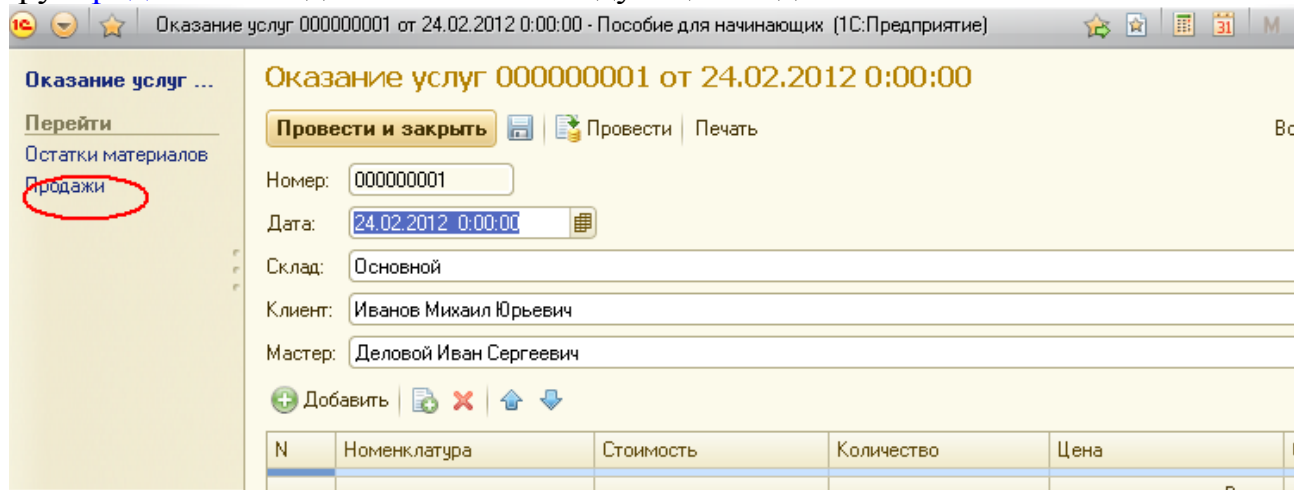 Оказание услуг 000000001 от 24.02.2012 0:00:00 - Пособие для начинающих (1С:Предприятие)
31 M
Оказание услуг ...
Перейти
Остатки материалов
Продажи
Оказание услуг 000000001 от 24.02.2012 0:00:00
Провести и закрыть Провести Печать
Номер: 000000001
Дата: 24.02.2012 0:00:00
Склад: Основной
Клиент: Иванов Михаил Юрьевич
Мастер: Деловой Иван Сергеевич
Добавить
N Номенклатура Стоимость Количество Цена